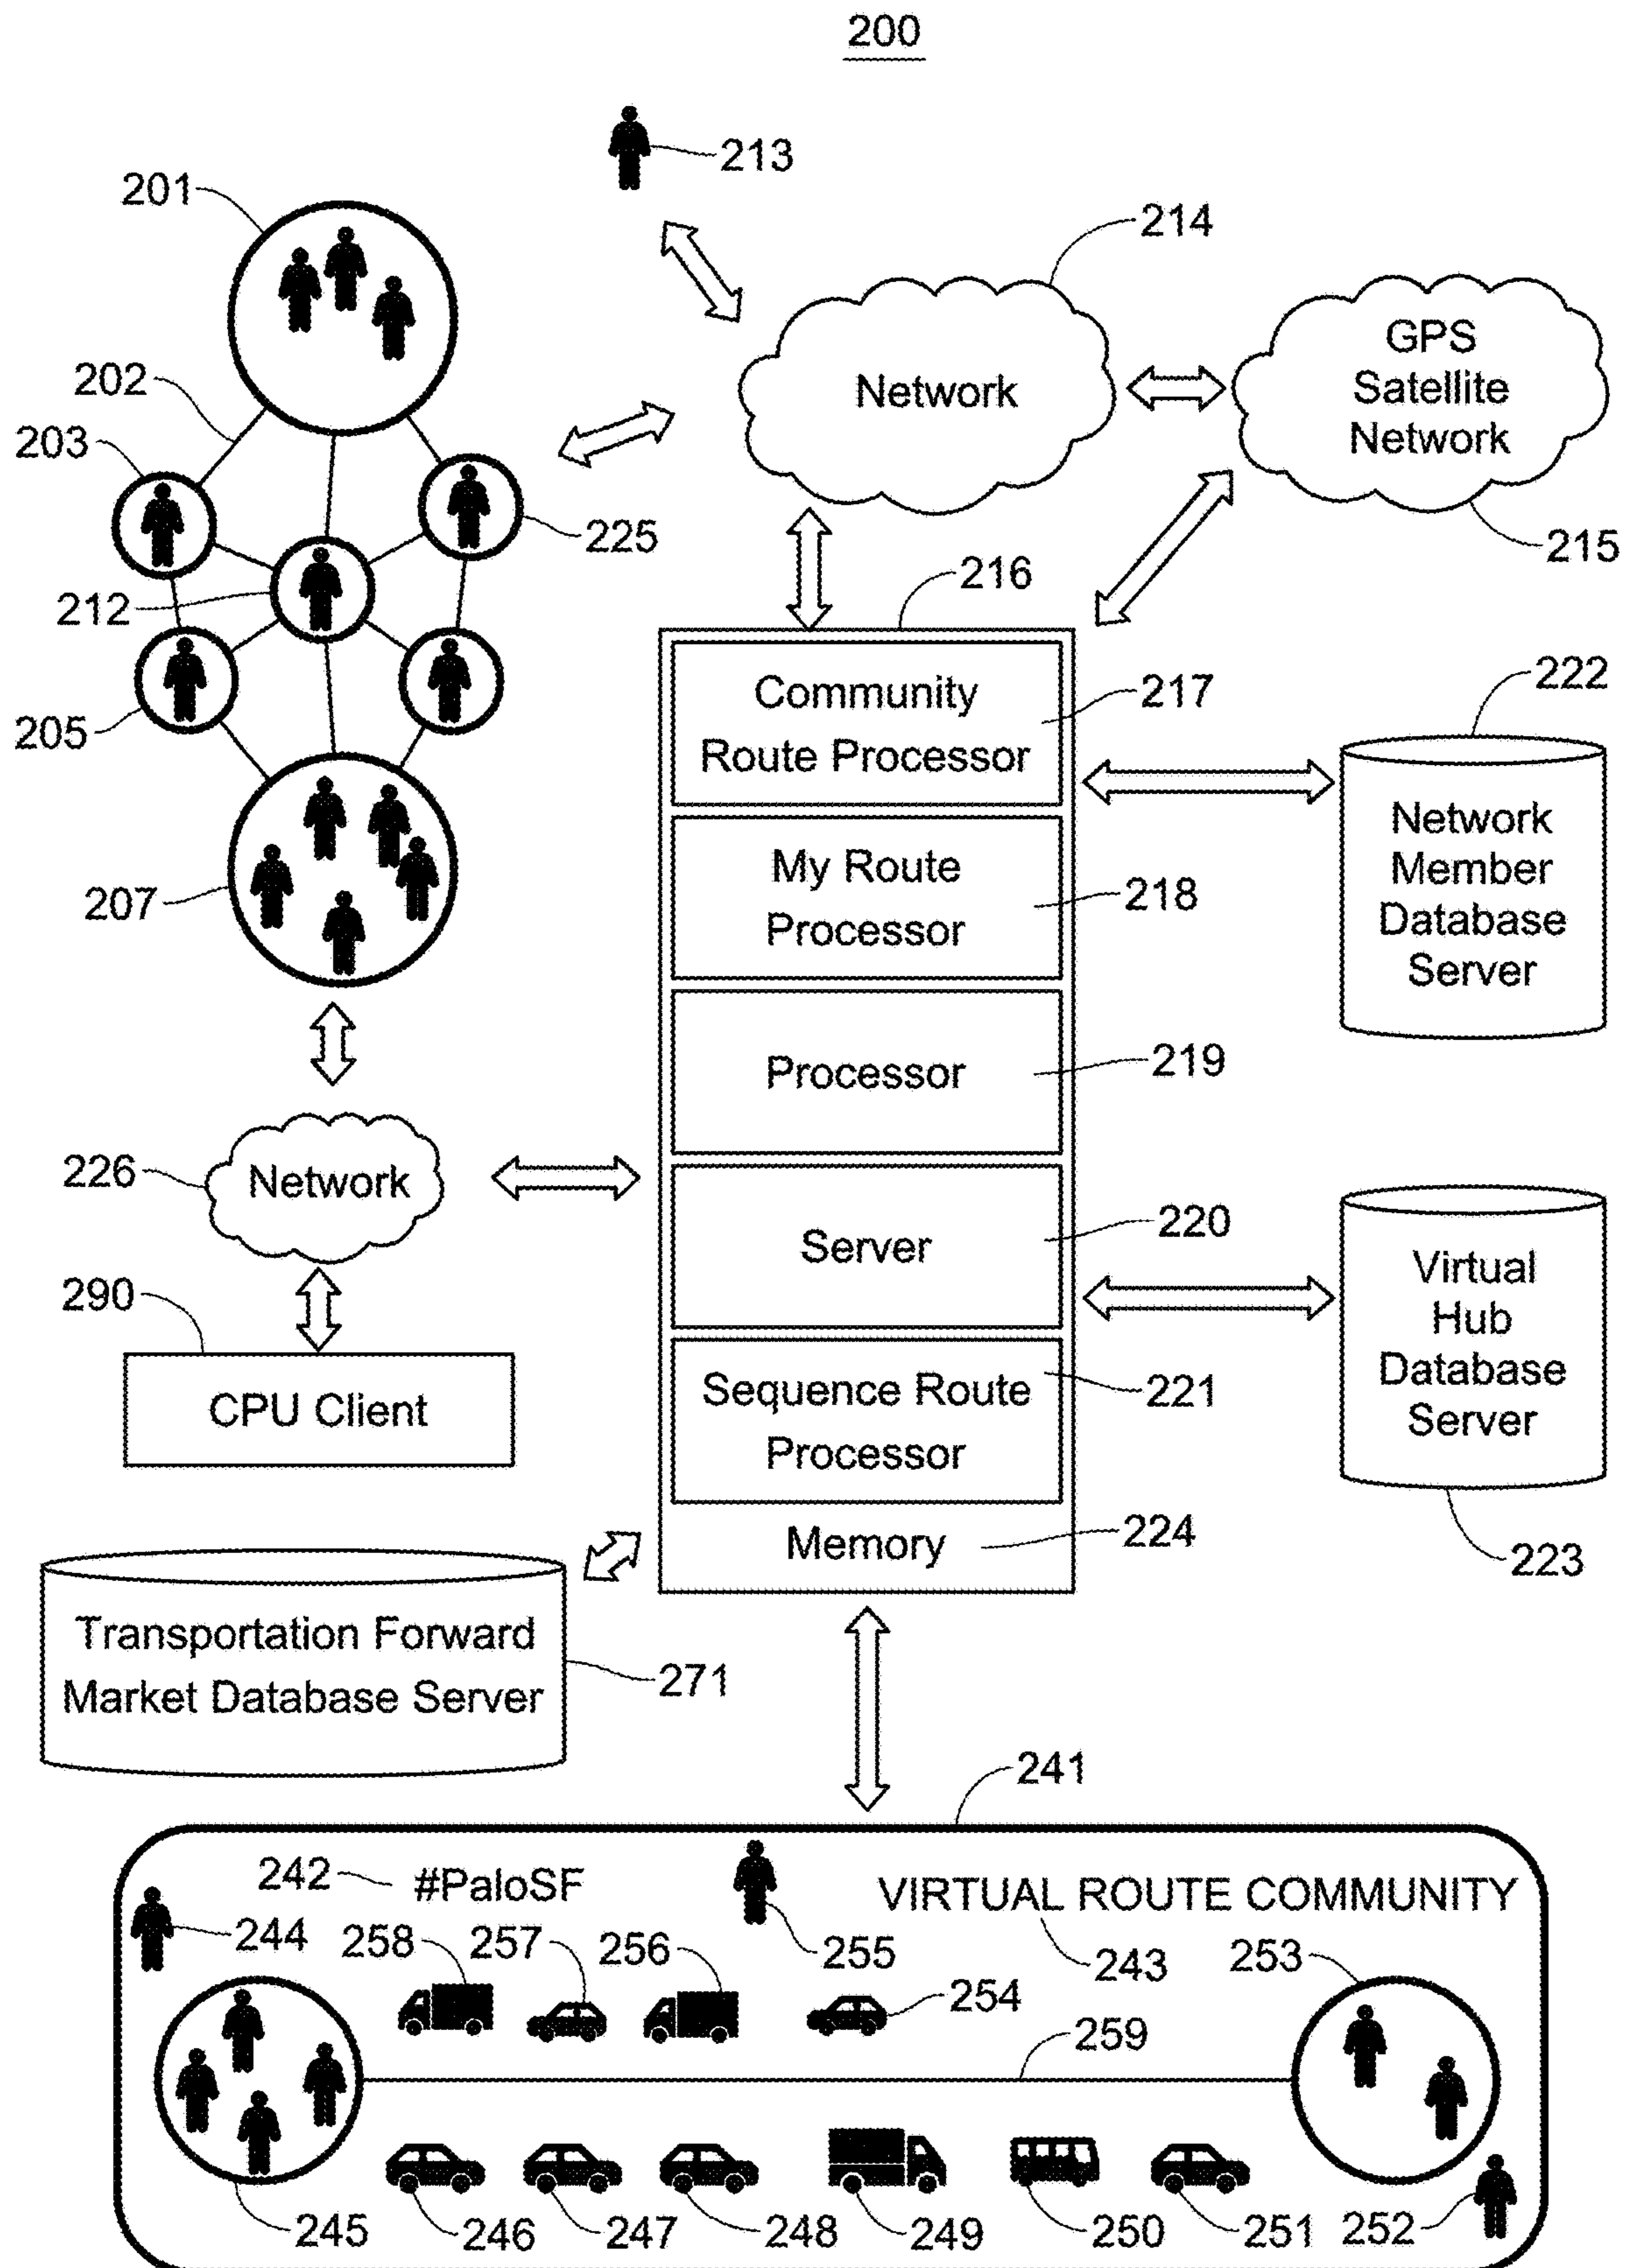 200
213
201
214
GPS
Satellite
Network
Network
202
203
225
215
212
216
205
Community
Route Processor
217
222
Network
Member
Database
Server
My Route
Processor
218
207
Processor
219
226
Network
Server
220
Virtual
Hub
Database
Server
290
CPU Client
Sequence Route
Processor
221
Memory
224
223
Transportation Forward
Market Database Server
271
241
242
#PaloSF
VIRTUAL ROUTE COMMUNITY
244
258
257
256
255
243
253
254
259
245
246
247
248
249
250
251
252